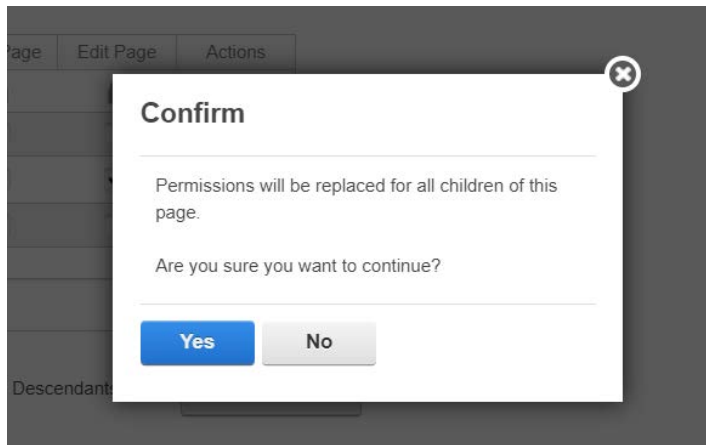 Page Edit Page Actions
Confirm
Permissions will be replaced for all children of this
page.
Are you sure you want to continue?
Yes No
Descendants